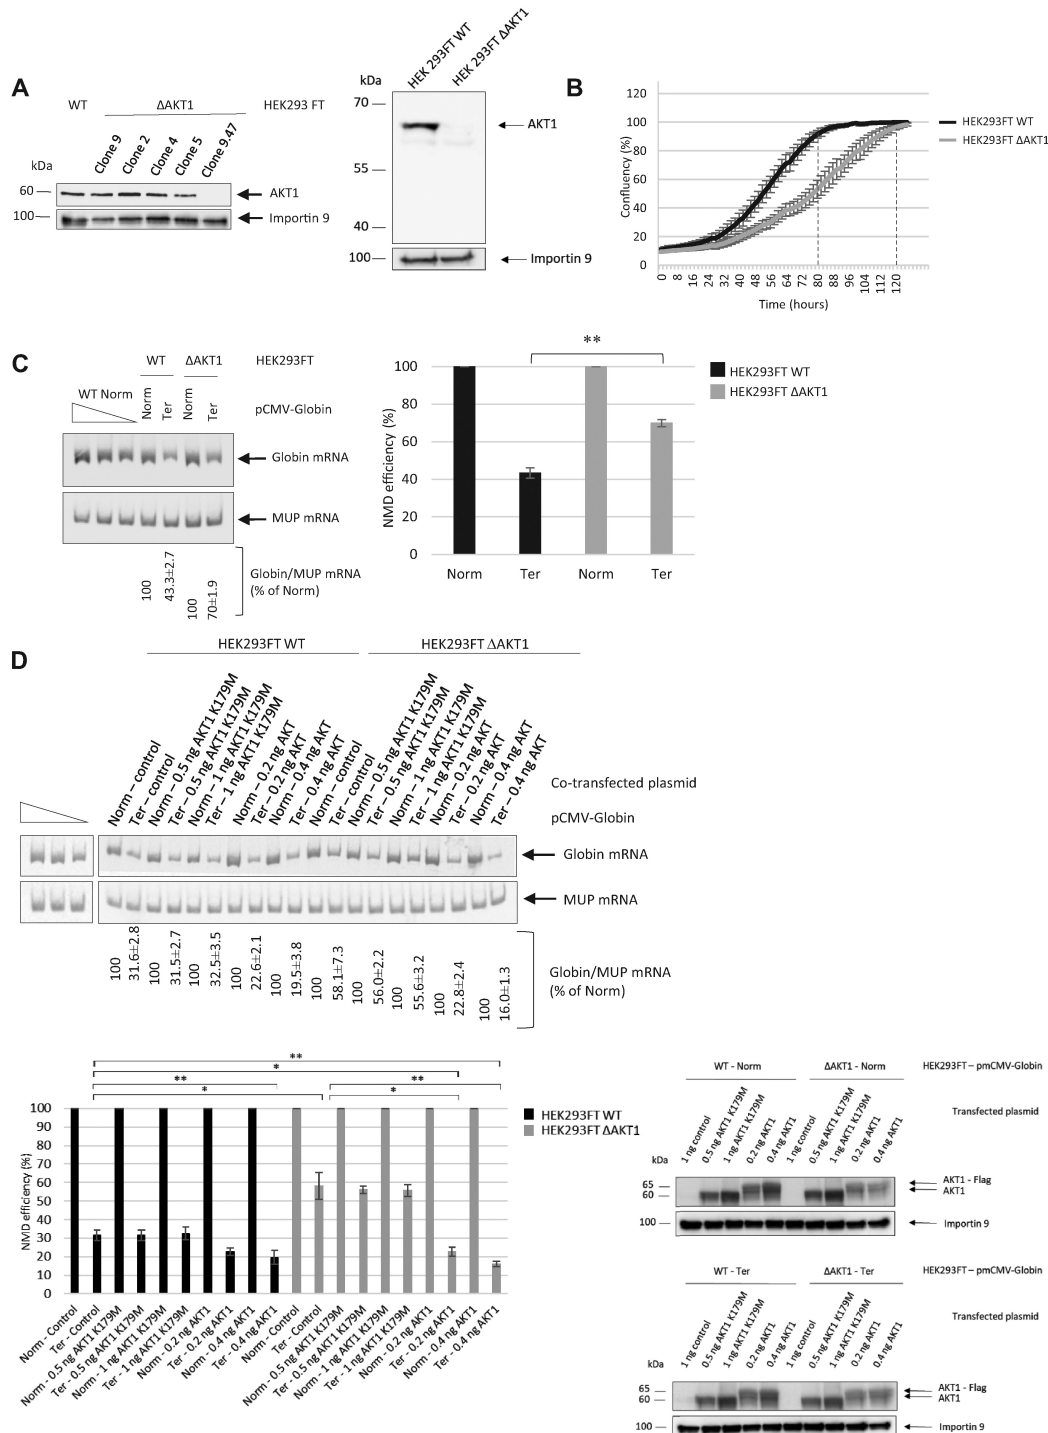 A
WT
ΔAKT1
HEK293 FT
Clone 9
Clone 2
Clone 4
Clone 5
Clone 9.47
kDa
60
AKT1
100
Importin 9
HEK 293FT WT
HEK 293FT ΔAKT1
kDa
70
AKT1
55
40
100
Importin 9
B
120
100
80
60
40
20
0
Confluency (%)
0
8
16
24
32
40
48
56
64
72
80
88
96
104
112
120
Time (hours)
HEK293FT WT
HEK293FT ΔAKT1
C
WT
ΔAKT1
HEK293FT
WT Norm
Norm
Ter
Norm
Ter
pCMV-Globin
Globin mRNA
MUP mRNA
100
43.3±2.7
100
70±1.9
Globin/MUP mRNA
(% of Norm)
**
100
80
60
40
20
0
NMD efficiency (%)
Norm
Ter
Norm
Ter
HEK293FT WT
HEK293FT ΔAKT1
D
HEK293FT WT
HEK293FT ΔAKT1
Norm – control
Ter – control
Norm – 0.5 ng AKT1 K179M
Ter – 0.5 ng AKT1 K179M
Norm – 1 ng AKT1 K179M
Ter – 1 ng AKT1 K179M
Norm – 0.2 ng AKT
Ter – 0.2 ng AKT
Norm – 0.4 ng AKT
Ter – 0.4 ng AKT
Norm – control
Ter – control
Norm – 0.5 ng AKT1 K179M
Ter – 0.5 ng AKT1 K179M
Norm – 1 ng AKT1 K179M
Ter – 1 ng AKT1 K179M
Norm – 0.2 ng AKT
Ter – 0.2 ng AKT
Norm – 0.4 ng AKT
Ter – 0.4 ng AKT
Co-transfected plasmid
pCMV-Globin
Globin mRNA
MUP mRNA
100
31.6±2.8
100
31.5±2.7
100
32.5±3.5
100
22.6±2.1
100
19.5±3.8
100
58.1±7.3
100
56.0±2.2
100
55.6±3.2
100
22.8±2.4
100
16.0±1.3
Globin/MUP mRNA
(% of Norm)
**
*
**
*
**
*
100
90
80
70
60
50
40
30
20
10
0
NMD efficiency (%)
Norm – Control
Ter – Control
Norm - 0.5 ng AKT1 K179M
Ter - 0.5 ng AKT1 K179M
Norm - 1 ng AKT1 K179M
Ter - 1 ng AKT1 K179M
Norm - 0.2 ng AKT1
Ter - 0.2 ng AKT1
Norm - 0.4 ng AKT1
Ter - 0.4 ng AKT1
Norm - Control
Ter - Control
Norm - 0.5 ng AKT1 K179M
Ter - 0.5 ng AKT1 K179M
Norm - 1 ng AKT1 K179M
Ter - 1 ng AKT1 K179M
Norm - 0.2 ng AKT1
Ter - 0.2 ng AKT1
Norm - 0.4 ng AKT1
Ter - 0.4 ng AKT1
HEK293FT WT
HEK293FT ΔAKT1
WT - Norm
ΔAKT1 - Norm
HEK293FT – pmCMV-Globin
1 ng control
0.5 ng AKT1 K179M
1 ng AKT1 K179M
0.2 ng AKT1
0.4 ng AKT1
1 ng control
0.5 ng AKT1 K179M
1 ng AKT1 K179M
0.2 ng AKT1
0.4 ng AKT1
Transfected plasmid
kDa
65
60
AKT1 - Flag
AKT1
100
Importin 9
WT - Ter
ΔAKT1 - Ter
HEK293FT – pmCMV-Globin
1 ng control
0.5 ng AKT1 K179M
1 ng AKT1 K179M
0.2 ng AKT1
0.4 ng AKT1
1 ng control
0.5 ng AKT1 K179M
1 ng AKT1 K179M
0.2 ng AKT1
0.4 ng AKT1
Transfected plasmid
kDa
65
60
AKT1 - Flag
AKT1
100
Importin 9